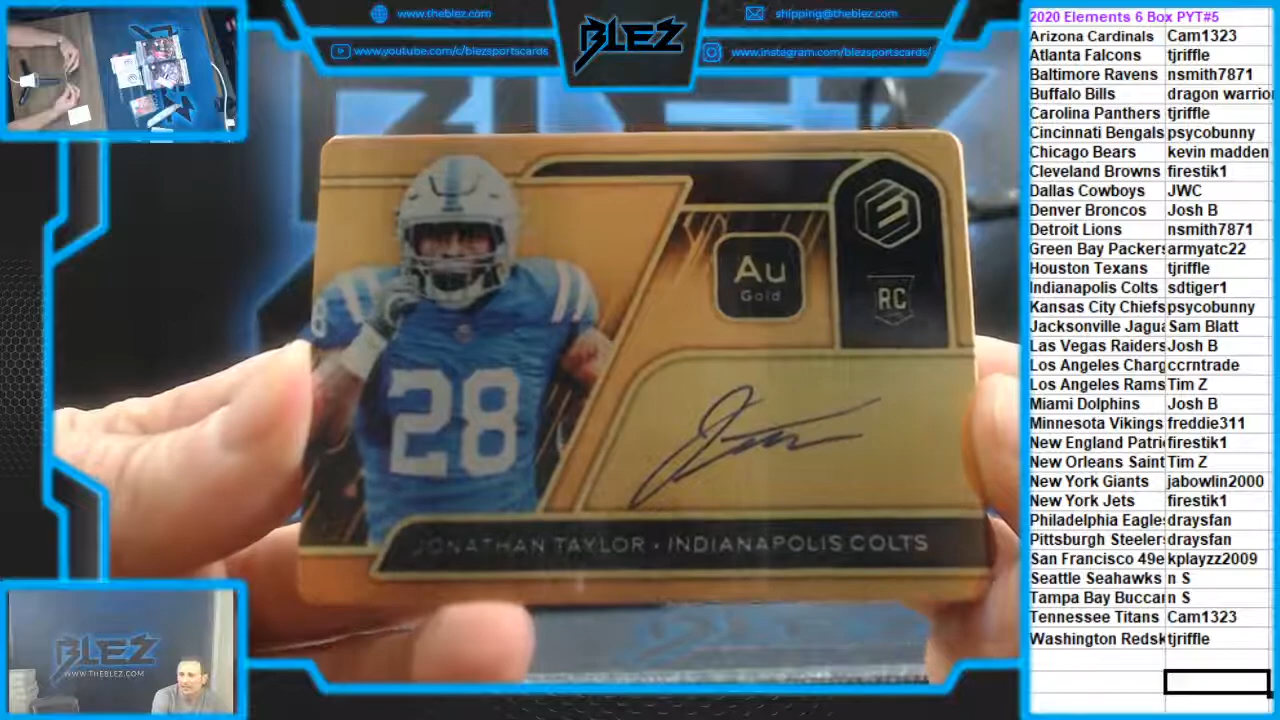 www.theblez.com
shipping@theblez.com
www.youtube.com/c/blezsportscards
www.instagram.com/blezsportscards/
BLEZ
Au
Gold
RC
28
JONATHAN TAYLOR · INDIANAPOLIS COLTS
BLEZ
WWW.THEBLEZ.COM
2020 Elements 6 Box PYT#5
Arizona Cardinals Cam1323
Atlanta Falcons tjriffle
Baltimore Ravens nsmith7871
Buffalo Bills dragon warrior
Carolina Panthers tjriffle
Cincinnati Bengals psycobunny
Chicago Bears kevin madden
Cleveland Browns firestik1
Dallas Cowboys JWC
Denver Broncos Josh B
Detroit Lions nsmith7871
Green Bay Packers armyatc22
Houston Texans tjriffle
Indianapolis Colts sdtiger1
Kansas City Chiefs psycobunny
Jacksonville Jagua Sam Blatt
Las Vegas Raiders Josh B
Los Angeles Charg ccrntrade
Los Angeles Rams Tim Z
Miami Dolphins Josh B
Minnesota Vikings freddie311
New England Patri firestik1
New Orleans Saint Tim Z
New York Giants jabowlin2000
New York Jets firestik1
Philadelphia Eagles draysfan
Pittsburgh Steelers draysfan
San Francisco 49e kplayzz2009
Seattle Seahawks n S
Tampa Bay Buccan n S
Tennessee Titans Cam1323
Washington Redsk tjriffle